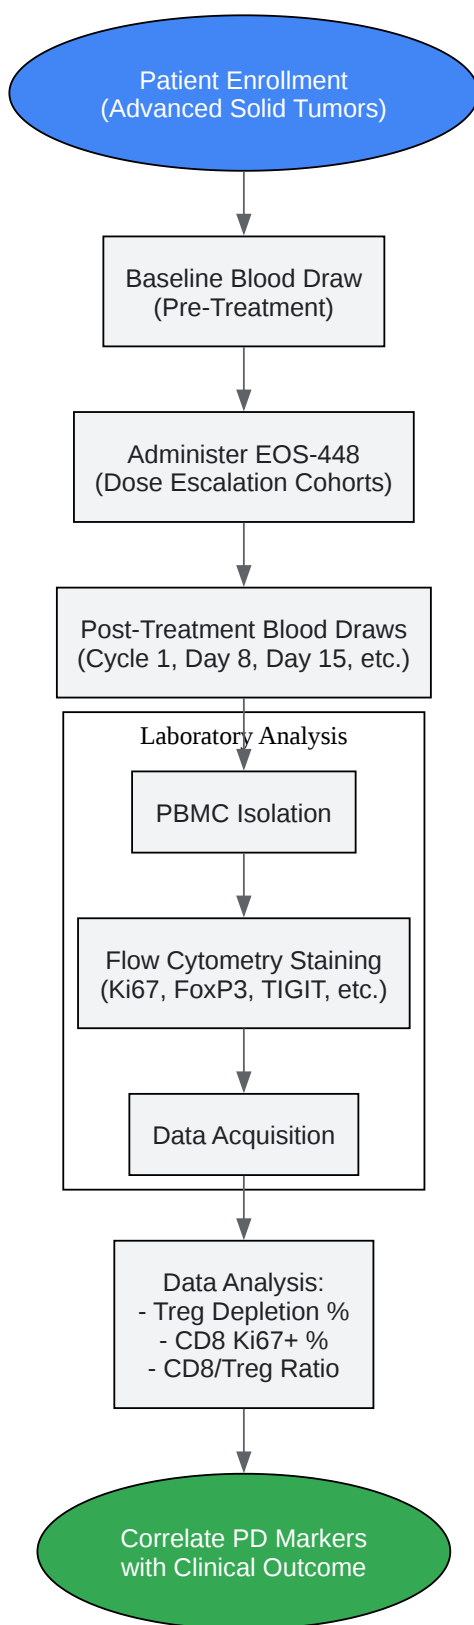 Patient Enrollment
(Advanced Solid Tumors)
Baseline Blood Draw
(Pre-Treatment)
Administer EOS-448
(Dose Escalation Cohorts)
Post-Treatment Blood Draws
(Cycle 1, Day 8, Day 15, etc.)
Laboratory Analysis
PBMC Isolation
Flow Cytometry Staining
(Ki67, FoxP3, TIGIT, etc.)
Data Acquisition
Data Analysis:
- Treg Depletion %
- CD8 Ki67+ %
- CD8/Treg Ratio
Correlate PD Markers
with Clinical Outcome